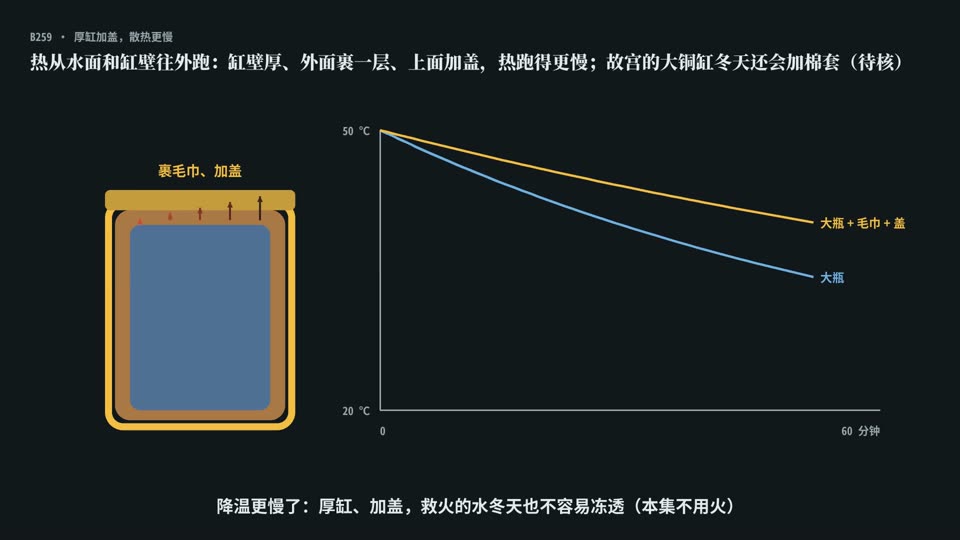 B259 · 厚缸加盖，散热更慢
热从水面和缸壁往外跑：缸壁厚、外面裹一层、上面加盖，热跑得更慢；故宫的大铜缸冬天还会加棉套（待核）
裹毛巾、加盖
50 ℃
大瓶＋毛巾＋盖
大瓶
20 ℃
0
60 分钟
降温更慢了：厚缸、加盖，救火的水冬天也不容易冻透（本集不用火）